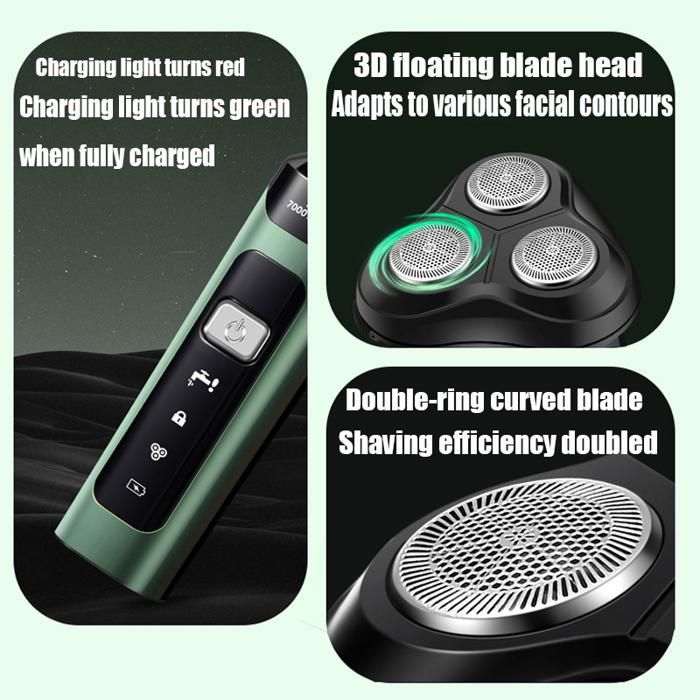 Charging light turns red
Charging light turns green
when fully charged
7000
3D floating blade head
Adapts to various facial contours
Double-ring curved blade
Shaving efficiency doubled